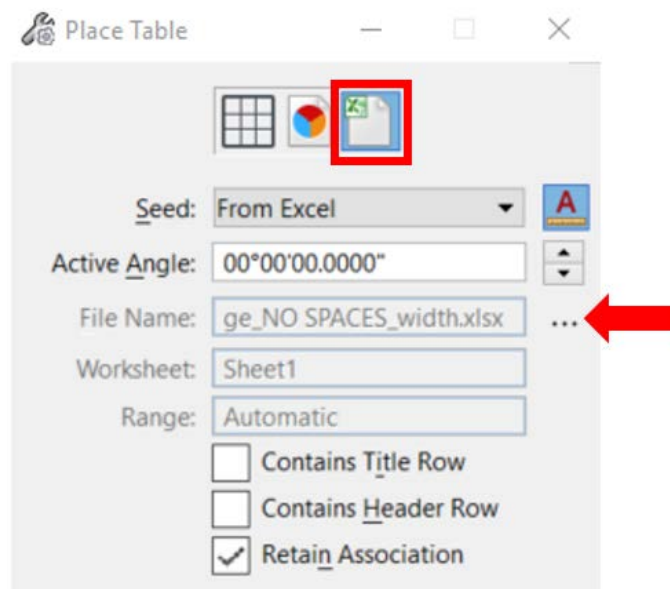 Place Table
Seed: From Excel A
Active Angle: 00°00'00.0000"
File Name: ge_NO SPACES_width.xlsx ...
Worksheet: Sheet1
Range: Automatic
Contains Title Row
Contains Header Row
Retain Association